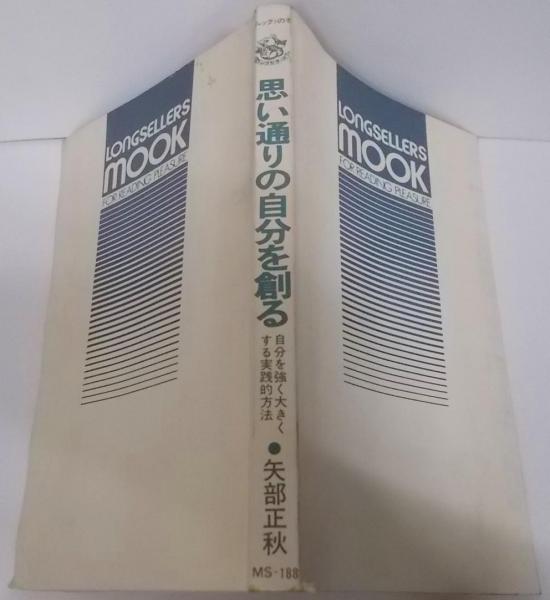 LONGSELLERS
MOOK
FOR READING PLEASURE
思い通りの自分を創る
自分を強く大きく
する実践的方法
●矢部正秋
MS-188
LONGSELLERS
MOOK
FOR READING PLEASURE